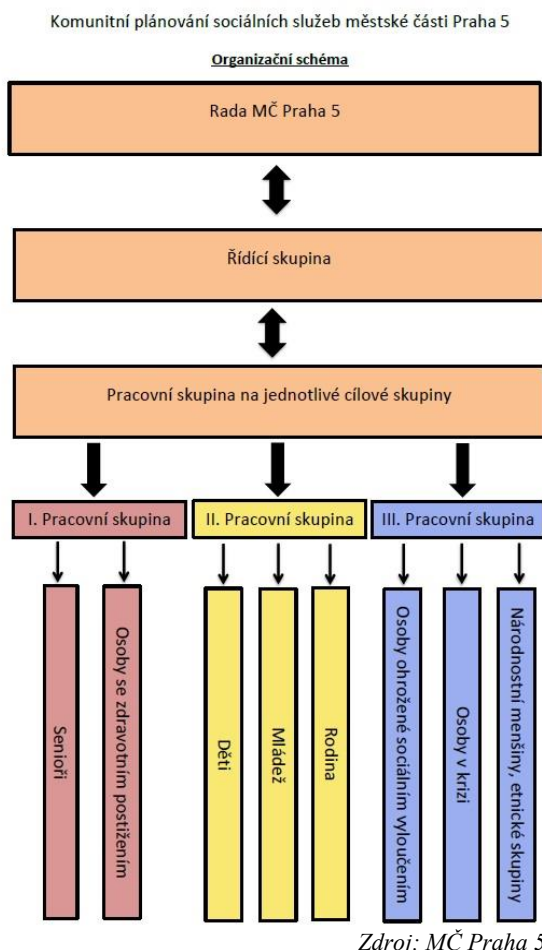 Komunitní plánování sociálních služeb městské části Praha 5
Organizační schéma
Rada MČ Praha 5
Řídící skupina
Pracovní skupina na jednotlivé cílové skupiny
I. Pracovní skupina
II. Pracovní skupina
III. Pracovní skupina
Senioři
Osoby se zdravotním postižením
Děti
Mládež
Rodina
Osoby ohrožené sociálním vyloučením
Osoby v krizi
Národnostní menšiny, etnické skupiny
Zdroj: MČ Praha 5